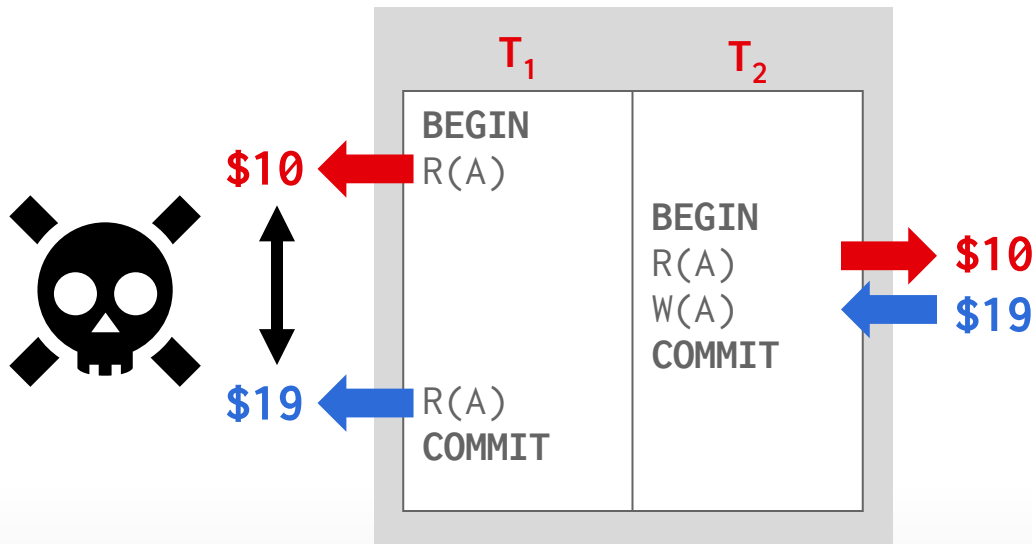 T1 T2
BEGIN
$10 R(A)
BEGIN
R(A) $10
W(A) $19
COMMIT
$19 R(A)
COMMIT